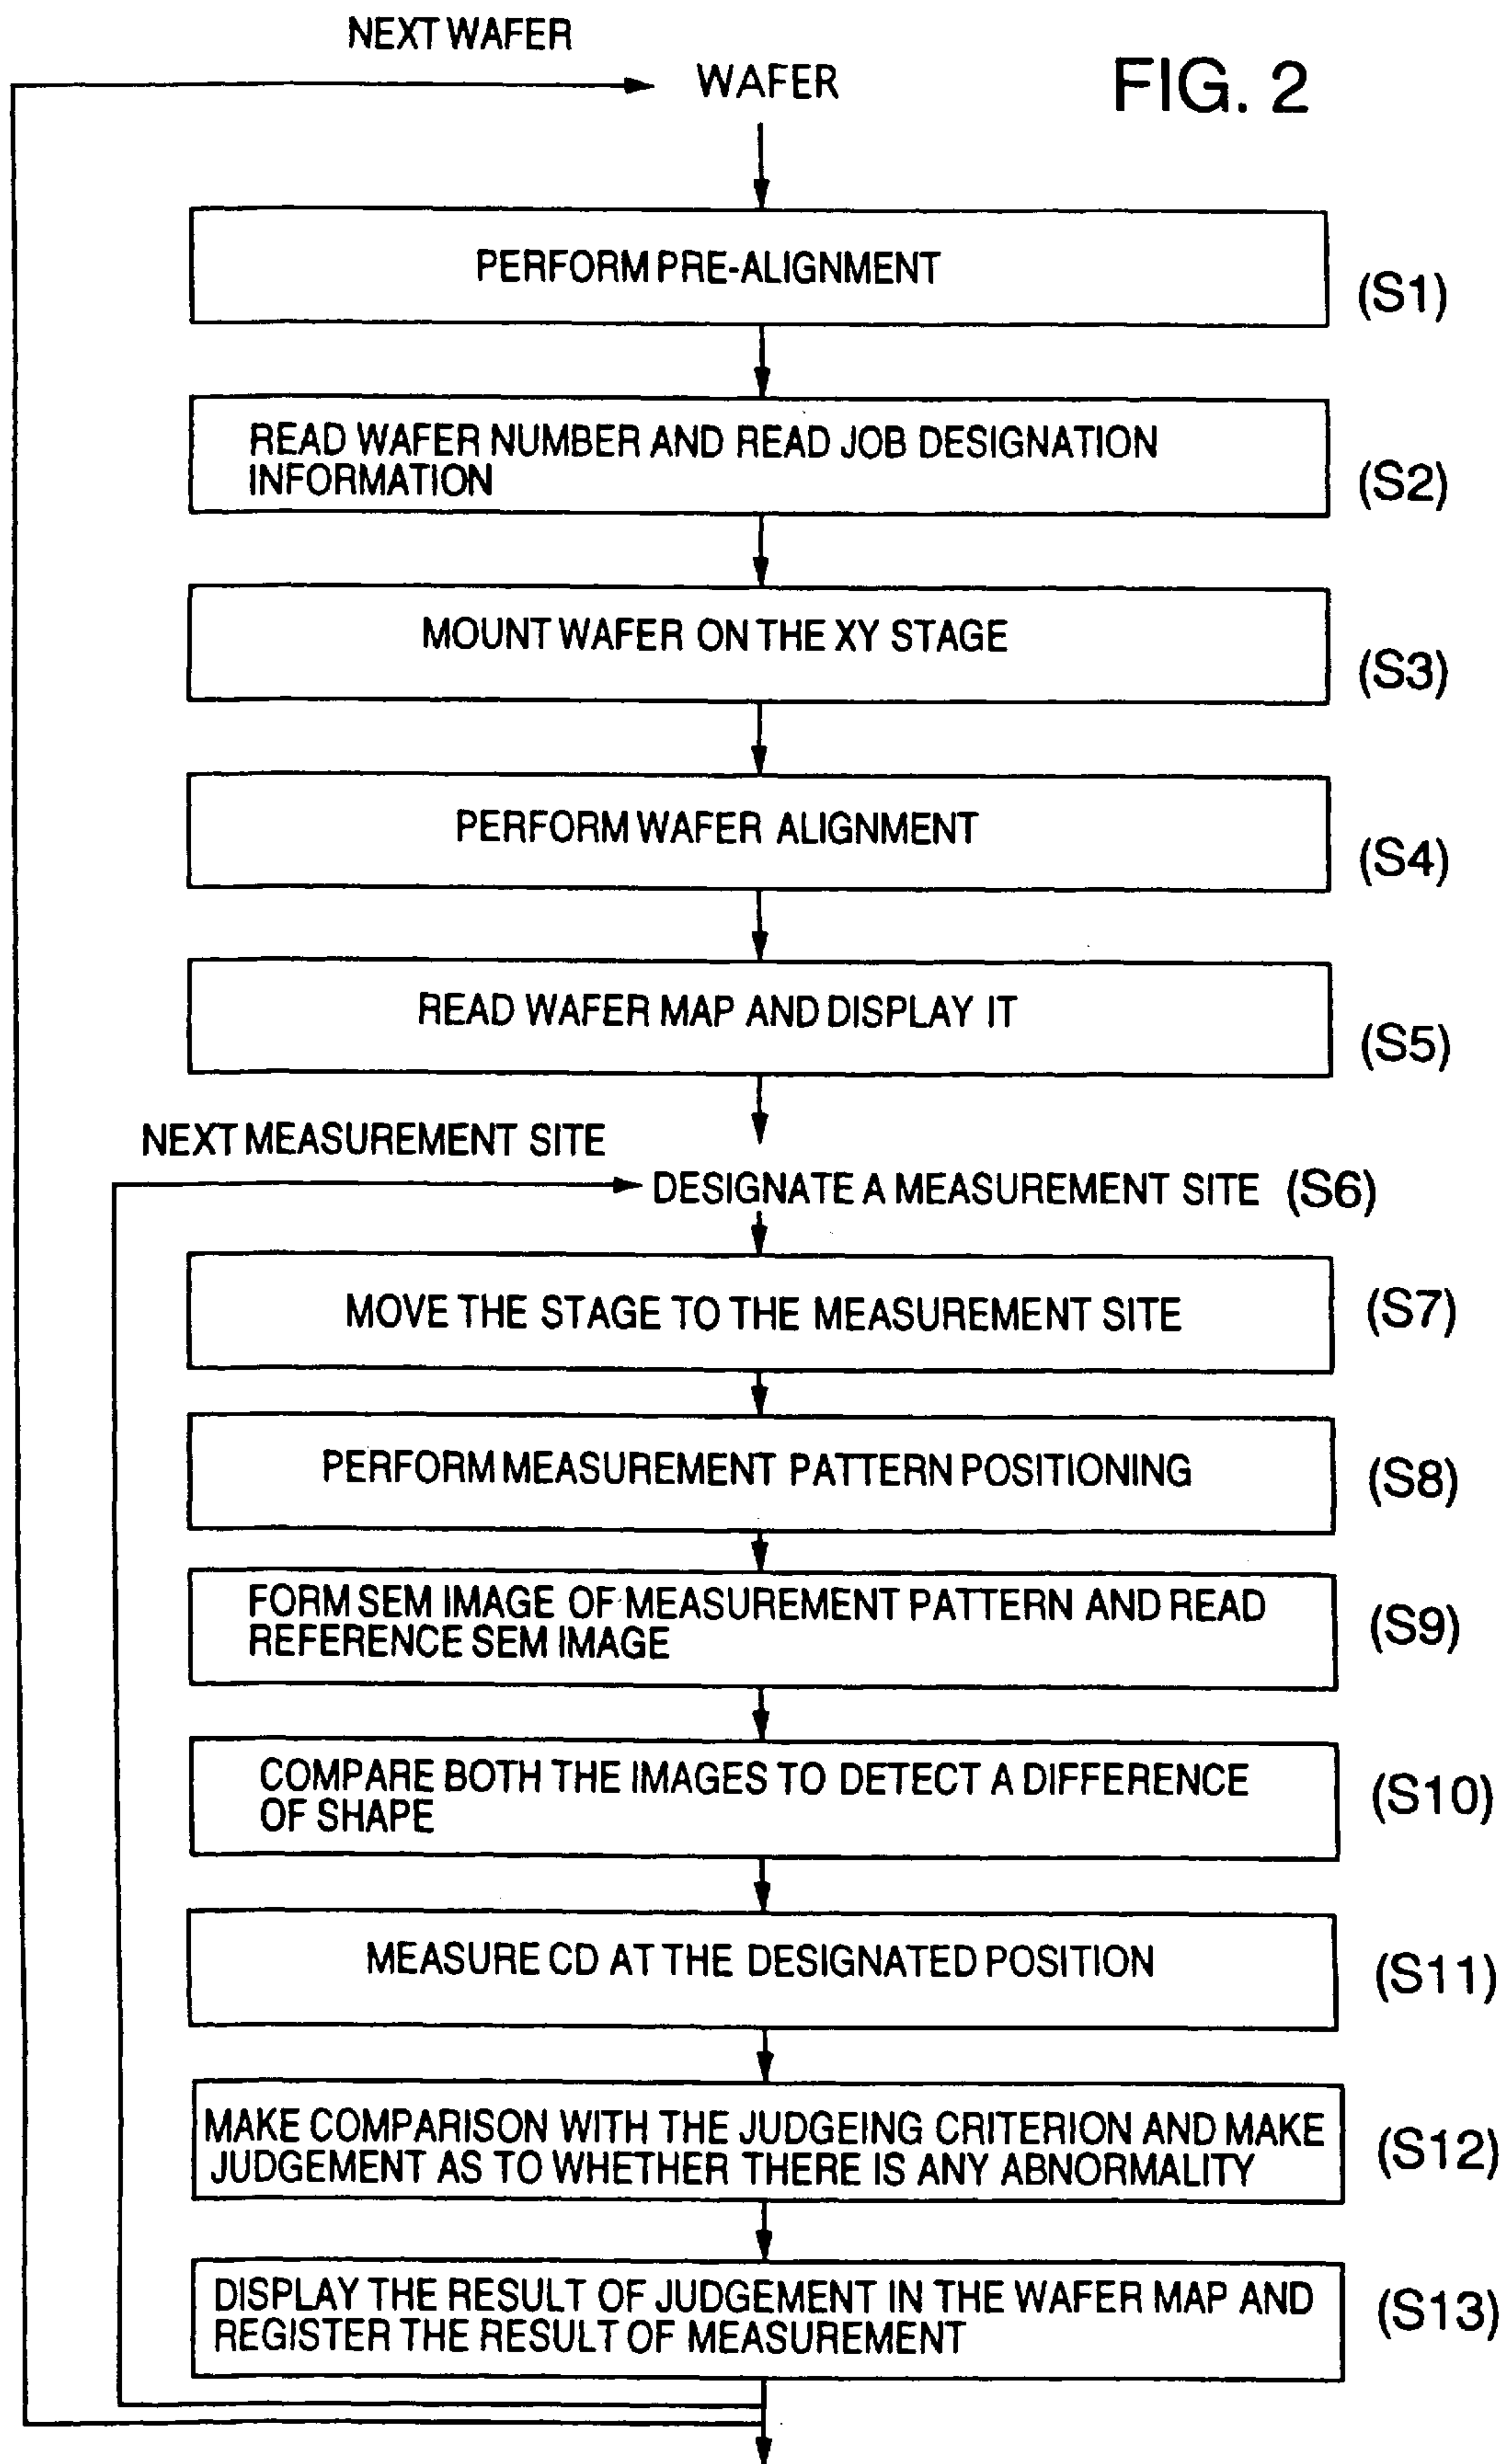 NEXT WAFER
WAFER
FIG. 2
PERFORM PRE-ALIGNMENT
(S1)
READ WAFER NUMBER AND READ JOB DESIGNATION
INFORMATION
(S2)
MOUNT WAFER ON THE XY STAGE
(S3)
PERFORM WAFER ALIGNMENT
(S4)
READ WAFER MAP AND DISPLAY IT
(S5)
NEXT MEASUREMENT SITE
DESIGNATE A MEASUREMENT SITE (S6)
MOVE THE STAGE TO THE MEASUREMENT SITE
(S7)
PERFORM MEASUREMENT PATTERN POSITIONING
(S8)
FORM SEM IMAGE OF MEASUREMENT PATTERN AND READ
REFERENCE SEM IMAGE
(S9)
COMPARE BOTH THE IMAGES TO DETECT A DIFFERENCE
OF SHAPE
(S10)
MEASURE CD AT THE DESIGNATED POSITION
(S11)
MAKE COMPARISON WITH THE JUDGEING CRITERION AND MAKE
JUDGEMENT AS TO WHETHER THERE IS ANY ABNORMALITY
(S12)
DISPLAY THE RESULT OF JUDGEMENT IN THE WAFER MAP AND
REGISTER THE RESULT OF MEASUREMENT
(S13)